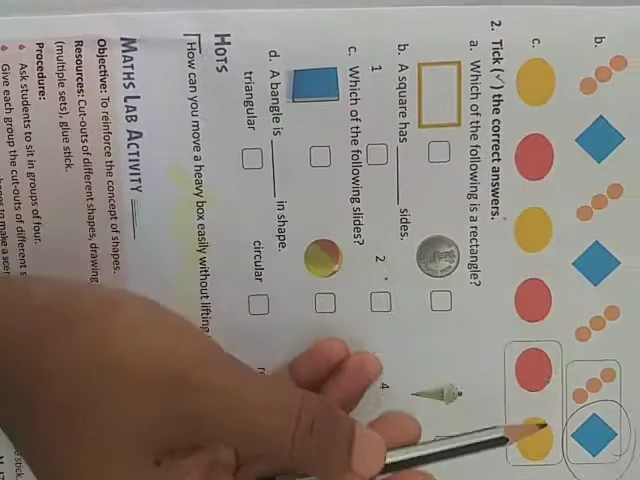 b.
c.
2. Tick (✓) the correct answers.
a. Which of the following is a rectangle?
b. A square has ______ sides.
1 2 4
c. Which of the following slides?
d. A bangle is ______ in shape.
triangular circular
HOTS
How can you move a heavy box easily without lifting
MATHS LAB ACTIVITY
Objective: To reinforce the concept of shapes.
Resources: Cut-outs of different shapes, drawing
(multiple sets), glue stick.
Procedure:
Ask students to sit in groups of four.
Give each group the cut-outs of different